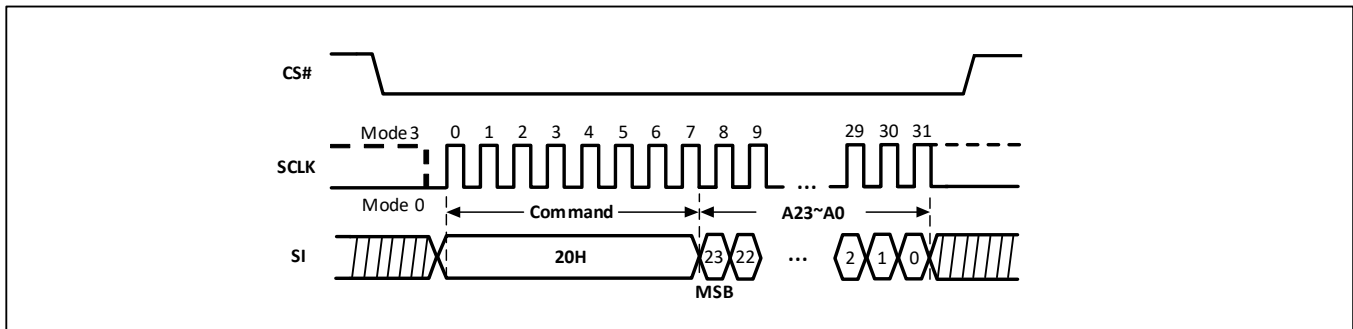 CS#
Mode 3 0 1 2 3 4 5 6 7 8 9 29 30 31
SCLK
...
Mode 0
Command A23~A0
SI 20H 23 22 ... 2 1 0
MSB